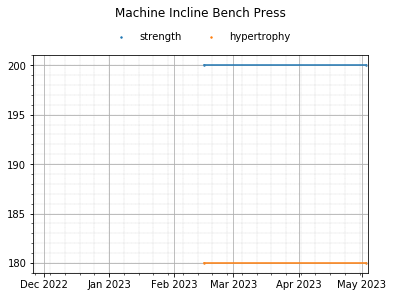 Machine Incline Bench Press
strength hypertrophy
200
195
190
185
180
Dec 2022 Jan 2023 Feb 2023 Mar 2023 Apr 2023 May 2023